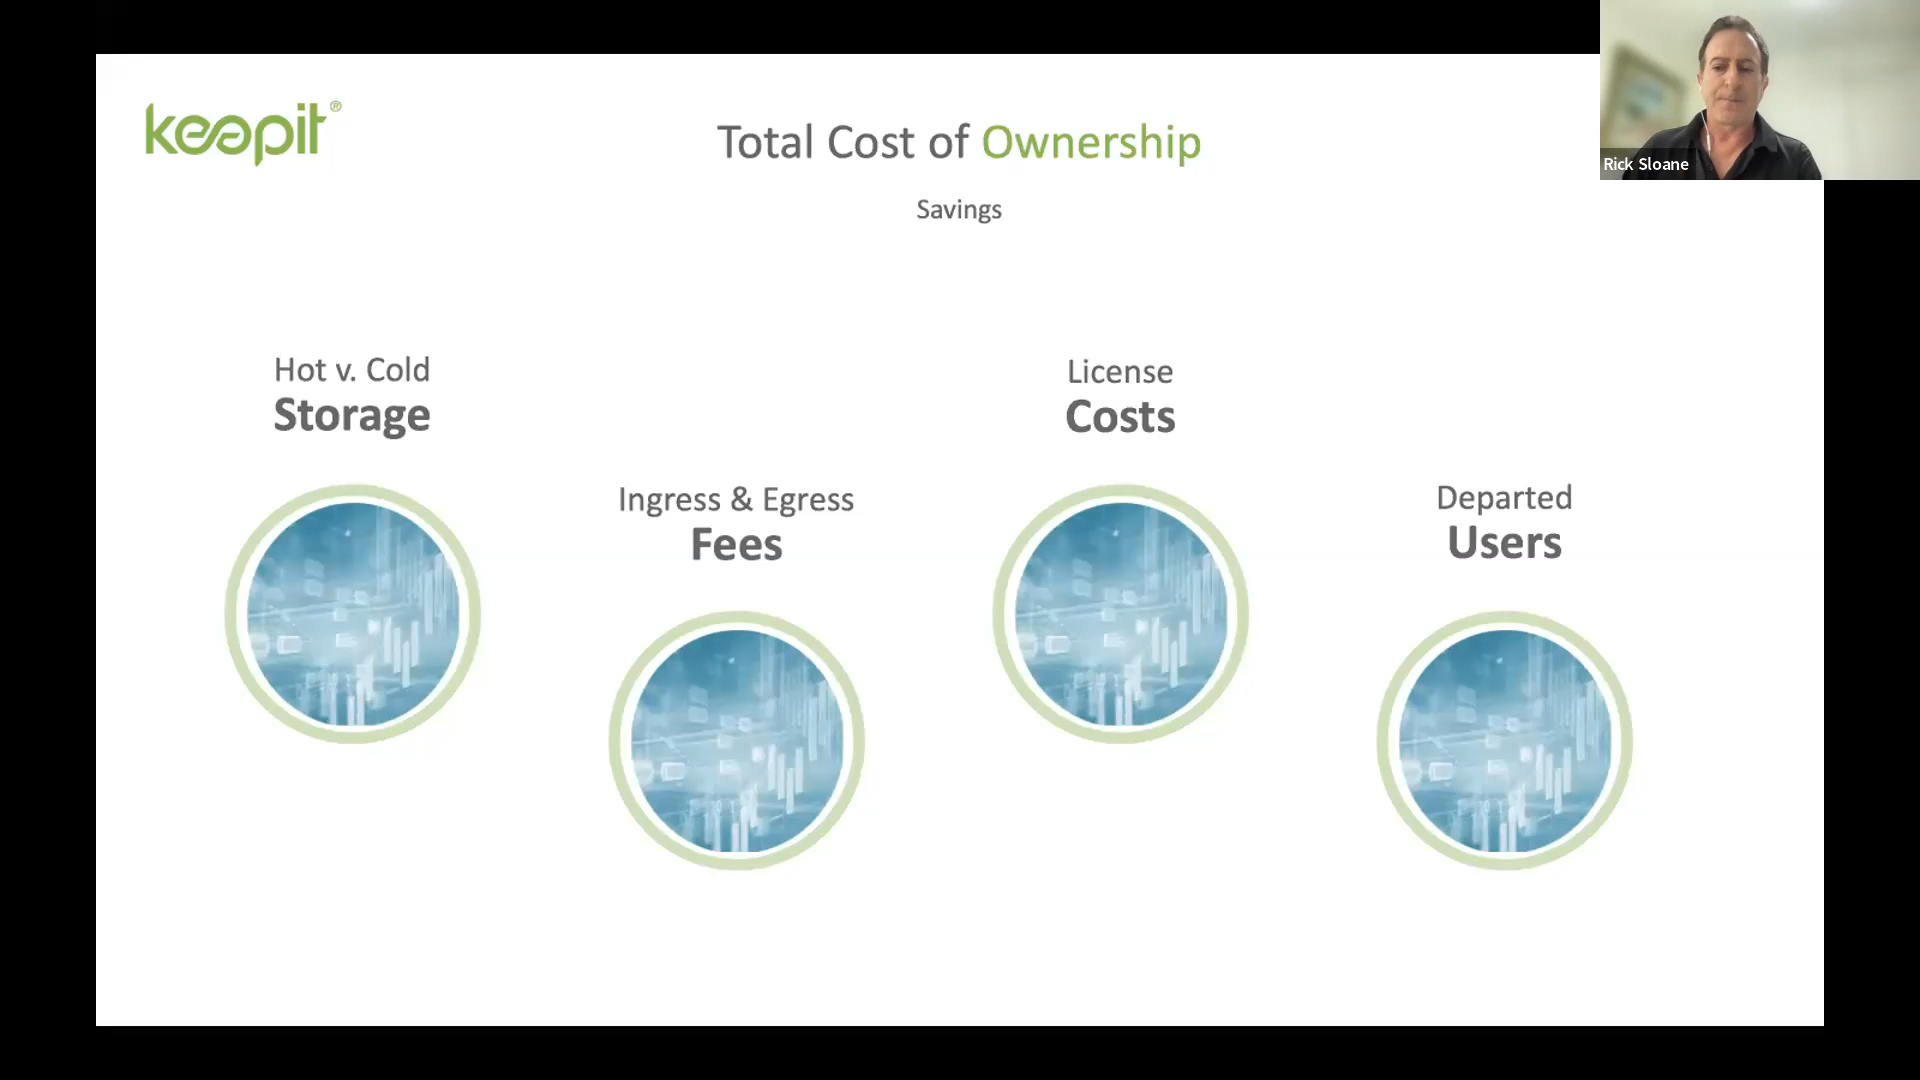 keepit®
Total Cost of Ownership
Savings
Rick Sloane
Hot v. Cold
Storage
Ingress & Egress
Fees
License
Costs
Departed
Users